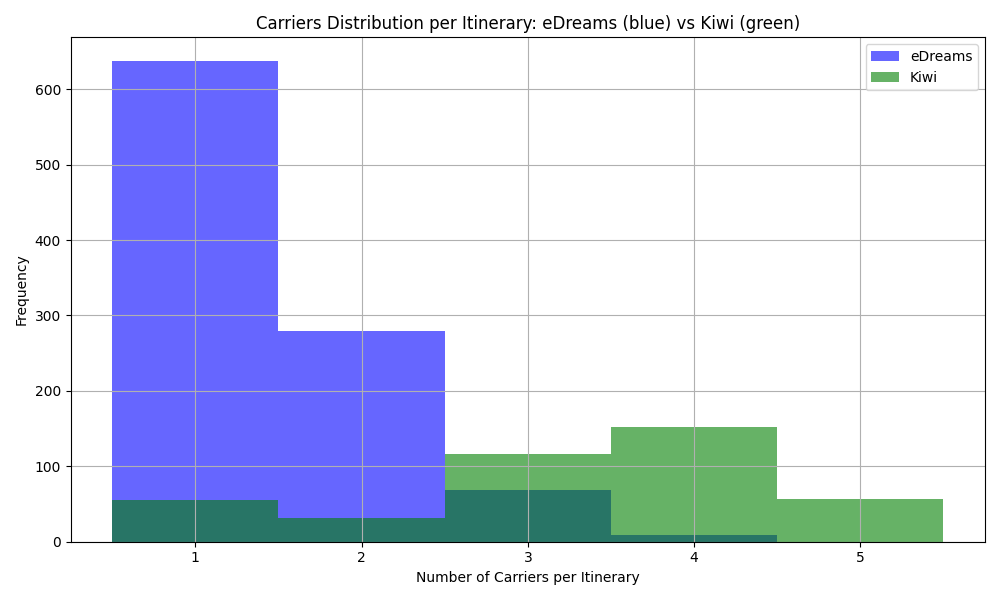 Carriers Distribution per Itinerary: eDreams (blue) vs Kiwi (green)
eDreams
Kiwi
Frequency
600
500
400
300
200
100
0
1 2 3 4 5
Number of Carriers per Itinerary